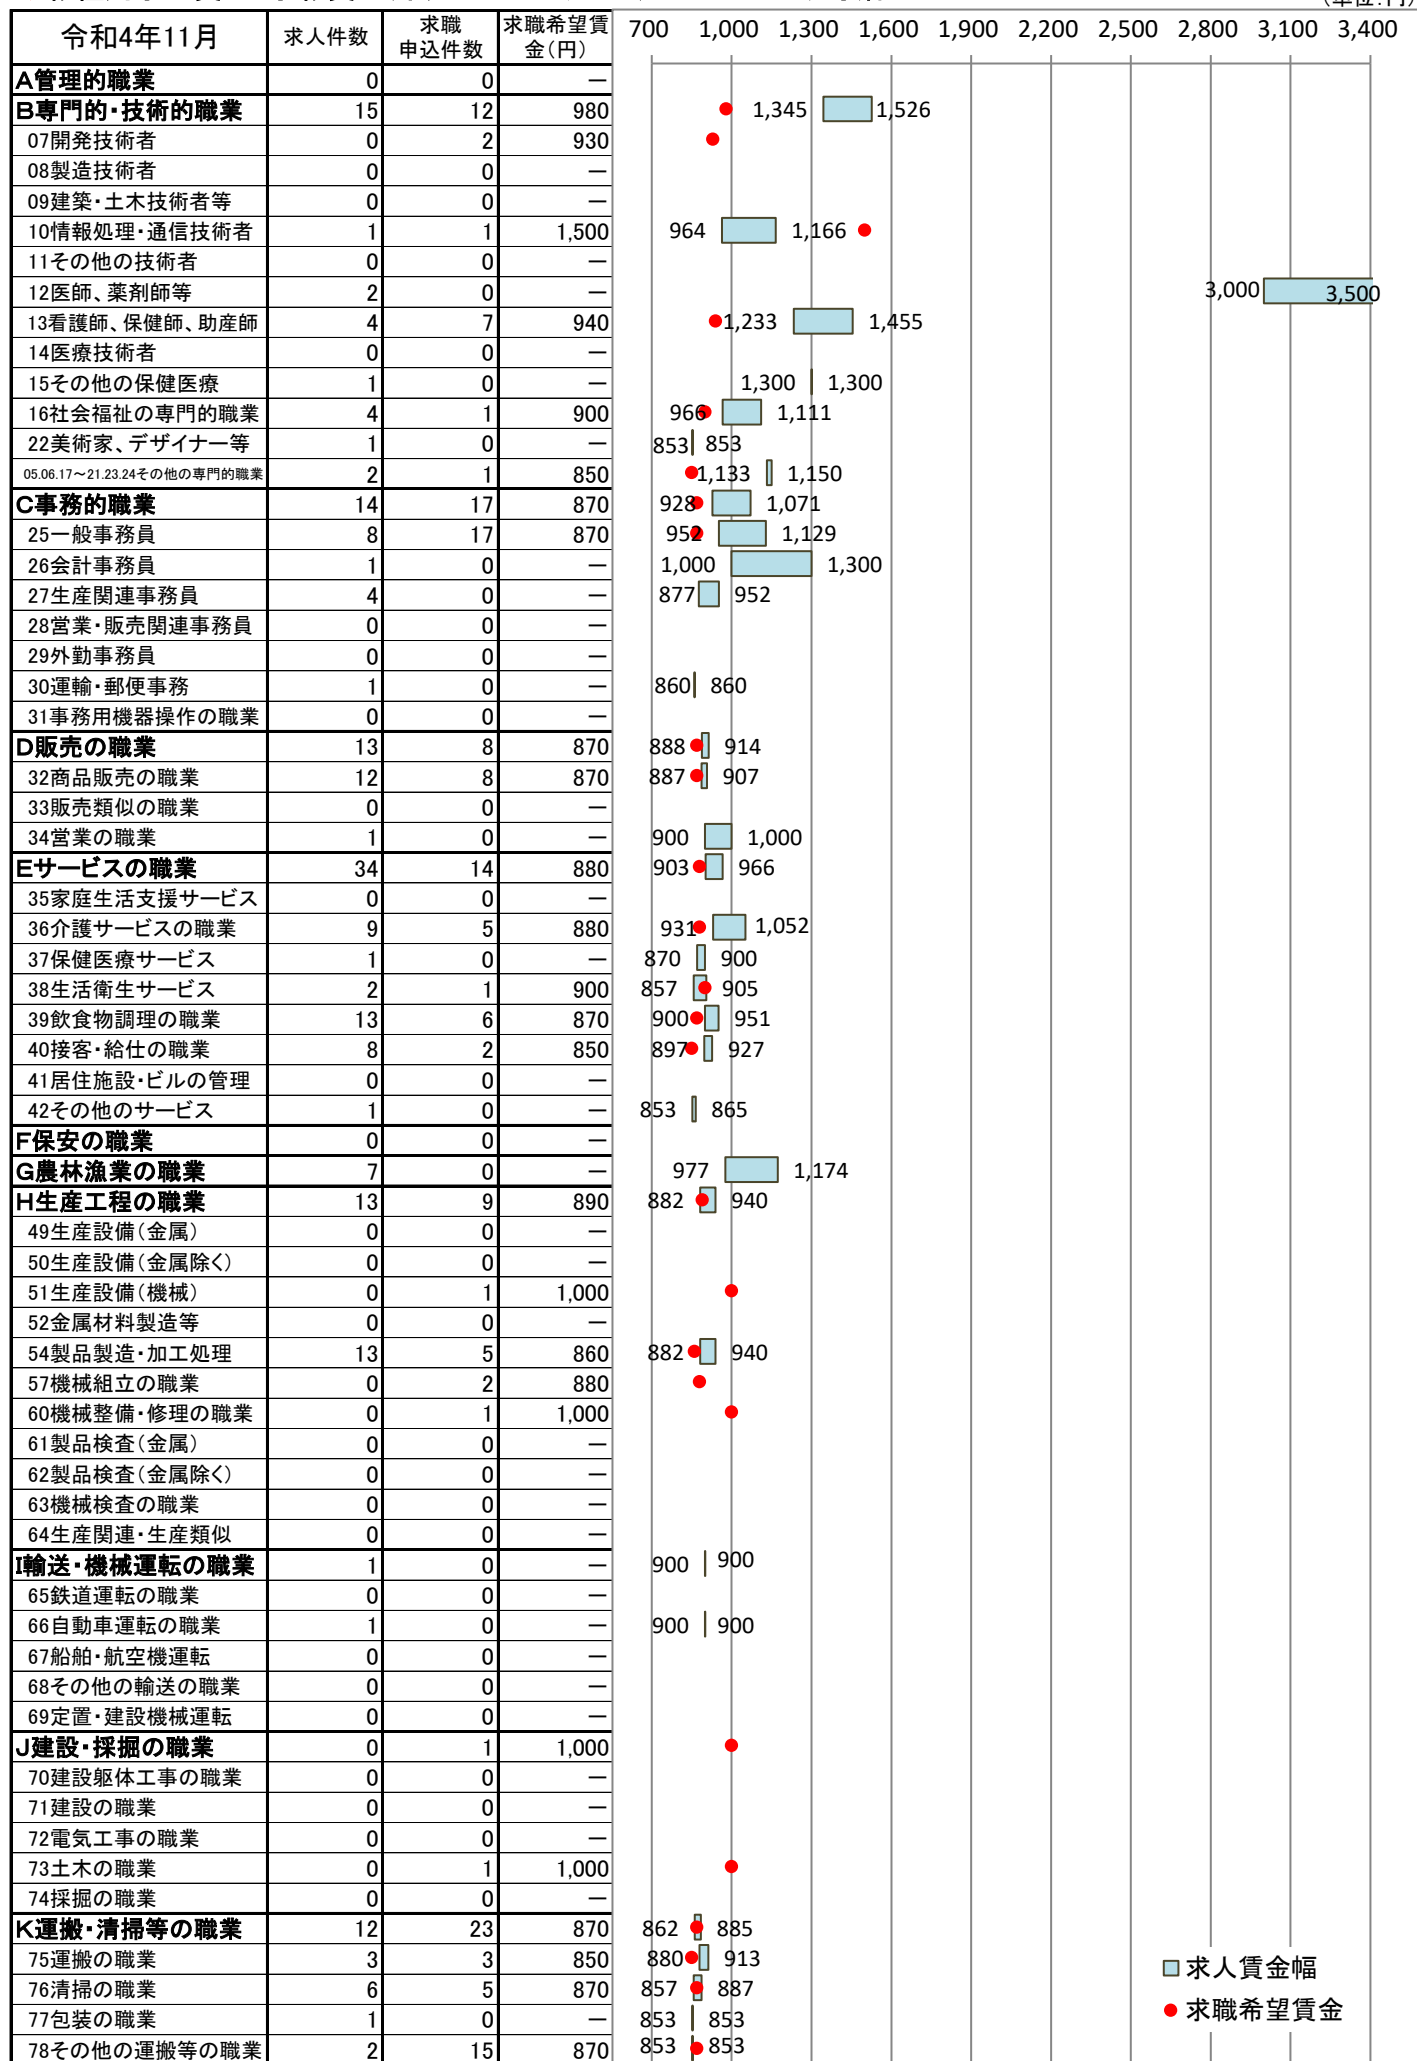 令和4年11月 求人件数 求職申込件数 求職希望賃金(円) 700 1,000 1,300 1,600 1,900 2,200 2,500 2,800 3,100 3,400
A管理的職業 0 0 ―
B専門的・技術的職業 15 12 980 1,345 1,526
07開発技術者 0 2 930
08製造技術者 0 0 ―
09建築・土木技術者等 0 0 ―
10情報処理・通信技術者 1 1 1,500 964 1,166
11その他の技術者 0 0 ―
12医師、薬剤師等 2 0 ― 3,000 3,500
13看護師、保健師、助産師 4 7 940 1,233 1,455
14医療技術者 0 0 ―
15その他の保健医療 1 0 ― 1,300 1,300
16社会福祉の専門的職業 4 1 900 966 1,111
22美術家、デザイナー等 1 0 ― 853 853
05.06.17～21.23.24その他の専門的職業 2 1 850 1,133 1,150
C事務的職業 14 17 870 928 1,071
25一般事務員 8 17 870 952 1,129
26会計事務員 1 0 ― 1,000 1,300
27生産関連事務員 4 0 ― 877 952
28営業・販売関連事務員 0 0 ―
29外勤事務員 0 0 ―
30運輸・郵便事務 1 0 ― 860 860
31事務用機器操作の職業 0 0 ―
D販売の職業 13 8 870 888 914
32商品販売の職業 12 8 870 887 907
33販売類似の職業 0 0 ―
34営業の職業 1 0 ― 900 1,000
Eサービスの職業 34 14 880 903 966
35家庭生活支援サービス 0 0 ―
36介護サービスの職業 9 5 880 931 1,052
37保健医療サービス 1 0 ― 870 900
38生活衛生サービス 2 1 900 857 905
39飲食物調理の職業 13 6 870 900 951
40接客・給仕の職業 8 2 850 897 927
41居住施設・ビルの管理 0 0 ―
42その他のサービス 1 0 ― 853 865
F保安の職業 0 0 ―
G農林漁業の職業 7 0 ― 977 1,174
H生産工程の職業 13 9 890 882 940
49生産設備(金属) 0 0 ―
50生産設備(金属除く) 0 0 ―
51生産設備(機械) 0 1 1,000
52金属材料製造等 0 0 ―
54製品製造・加工処理 13 5 860 882 940
57機械組立の職業 0 2 880
60機械整備・修理の職業 0 1 1,000
61製品検査(金属) 0 0 ―
62製品検査(金属除く) 0 0 ―
63機械検査の職業 0 0 ―
64生産関連・生産類似 0 0 ―
I輸送・機械運転の職業 1 0 ― 900 900
65鉄道運転の職業 0 0 ―
66自動車運転の職業 1 0 ― 900 900
67船舶・航空機運転 0 0 ―
68その他の輸送の職業 0 0 ―
69定置・建設機械運転 0 0 ―
J建設・採掘の職業 0 1 1,000
70建設躯体工事の職業 0 0 ―
71建設の職業 0 0 ―
72電気工事の職業 0 0 ―
73土木の職業 0 1 1,000
74採掘の職業 0 0 ―
K運搬・清掃等の職業 12 23 870 862 885
75運搬の職業 3 3 850 880 913
76清掃の職業 6 5 870 857 887
77包装の職業 1 0 ― 853 853
78その他の運搬等の職業 2 15 870 853 853
求人賃金幅
求職希望賃金